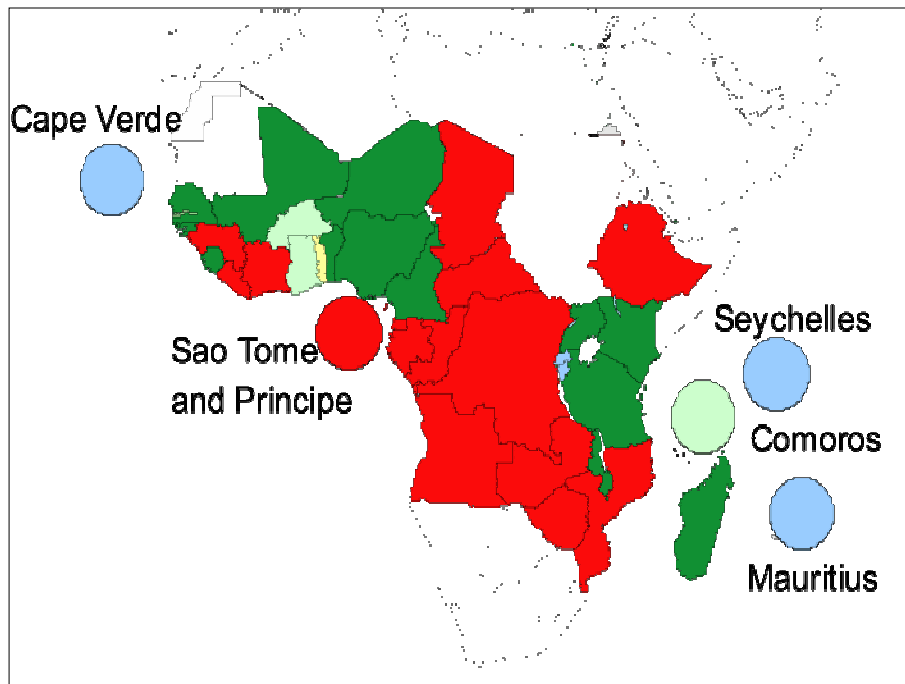 Cape Verde
Sao Tome
and Principe
Seychelles
Comoros
Mauritius